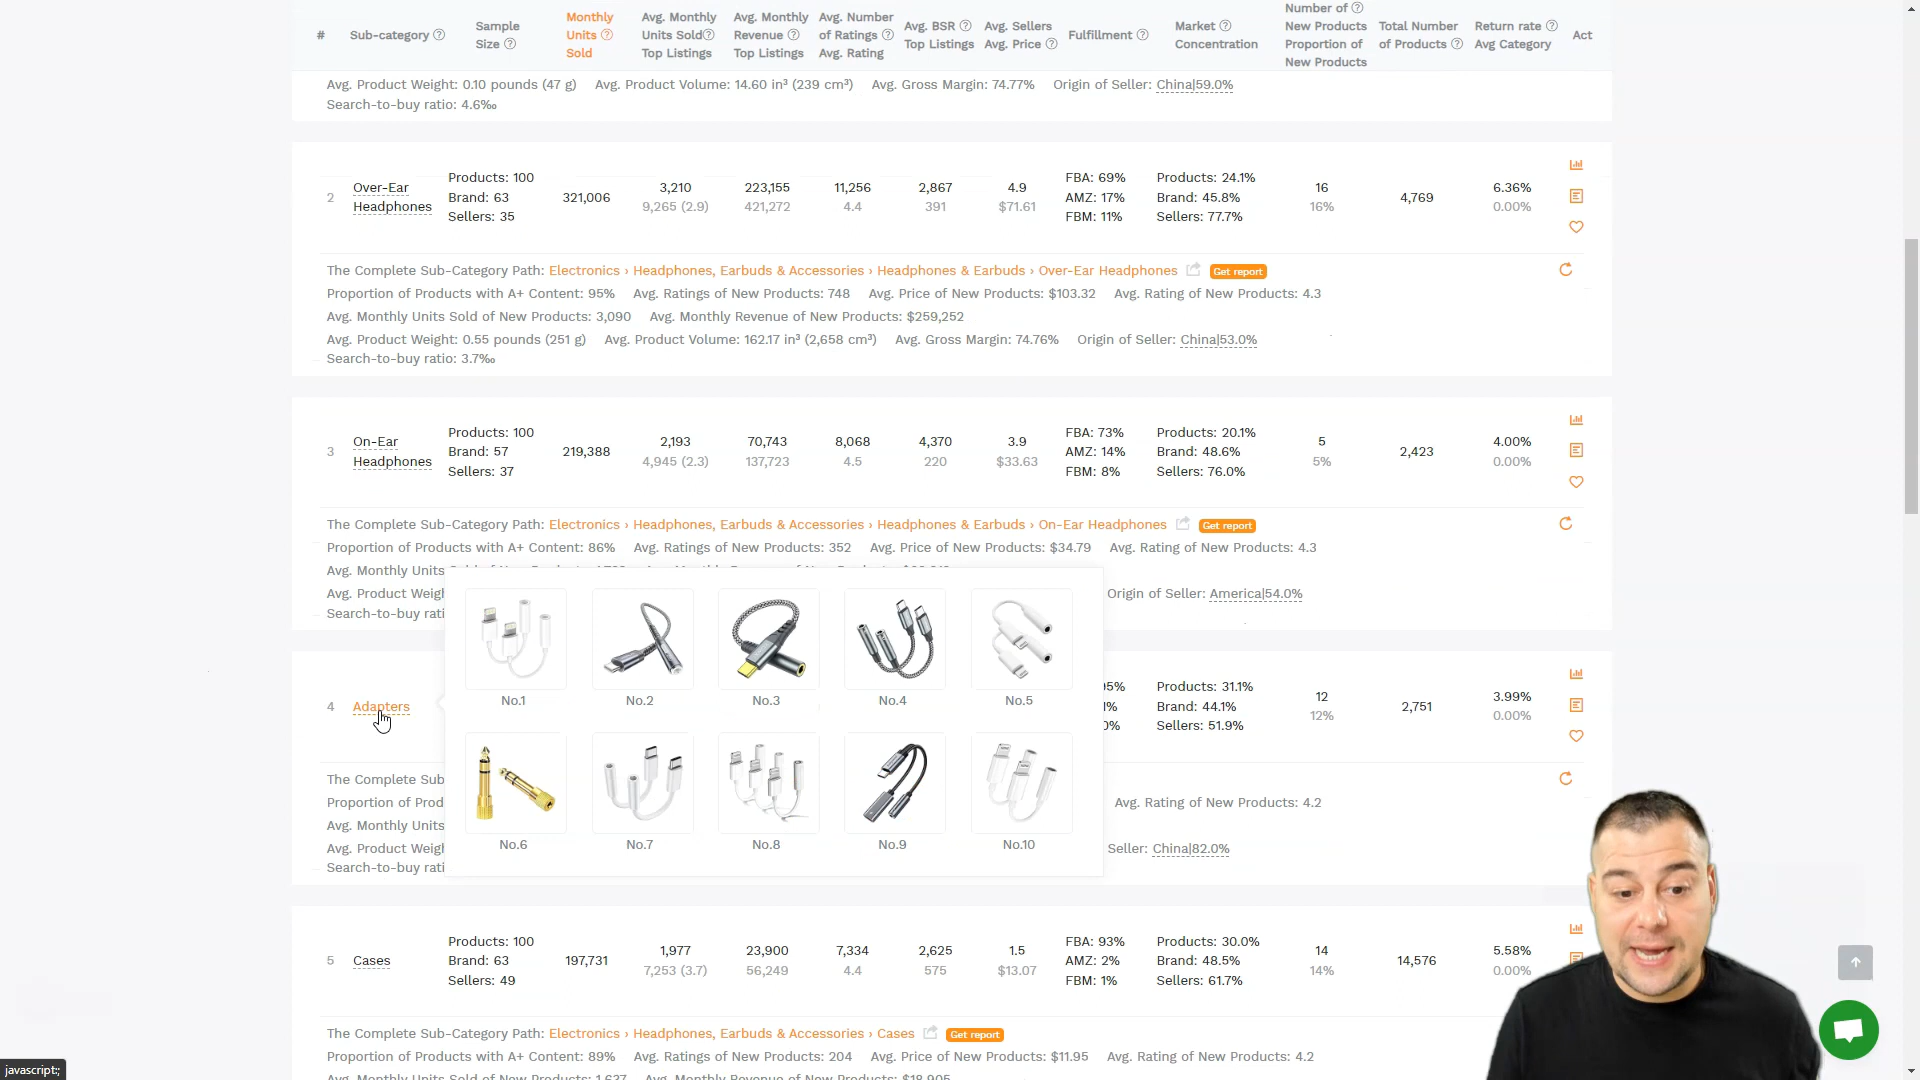 #
Sub-category
Sample Size
Monthly Units Sold
Avg. Monthly Units Sold Top Listings
Avg. Monthly Revenue Top Listings
Avg. Number of Ratings Avg. Rating
Avg. BSR Top Listings
Avg. Sellers Avg. Price
Fulfillment
Market Concentration
Number of New Products Proportion of New Products
Total Number of Products
Return rate Avg Category
Act
Avg. Product Weight: 0.10 pounds (47 g) Avg. Product Volume: 14.60 in³ (239 cm³) Avg. Gross Margin: 74.77% Origin of Seller: China|59.0%
Search-to-buy ratio: 4.6‰
2
Over-Ear Headphones
Products: 100
Brand: 63
Sellers: 35
321,006
3,210
9,265 (2.9)
223,155
421,272
11,256
4.4
2,867
391
4.9
$71.61
FBA: 69%
AMZ: 17%
FBM: 11%
Products: 24.1%
Brand: 45.8%
Sellers: 77.7%
16
16%
4,769
6.36%
0.00%
The Complete Sub-Category Path: Electronics › Headphones, Earbuds & Accessories › Headphones & Earbuds › Over-Ear Headphones Get report
Proportion of Products with A+ Content: 95% Avg. Ratings of New Products: 748 Avg. Price of New Products: $103.32 Avg. Rating of New Products: 4.3
Avg. Monthly Units Sold of New Products: 3,090 Avg. Monthly Revenue of New Products: $259,252
Avg. Product Weight: 0.55 pounds (251 g) Avg. Product Volume: 162.17 in³ (2,658 cm³) Avg. Gross Margin: 74.76% Origin of Seller: China|53.0%
Search-to-buy ratio: 3.7‰
3
On-Ear Headphones
Products: 100
Brand: 57
Sellers: 37
219,388
2,193
4,945 (2.3)
70,743
137,723
8,068
4.5
4,370
220
3.9
$33.63
FBA: 73%
AMZ: 14%
FBM: 8%
Products: 20.1%
Brand: 48.6%
Sellers: 76.0%
5
5%
2,423
4.00%
0.00%
The Complete Sub-Category Path: Electronics › Headphones, Earbuds & Accessories › Headphones & Earbuds › On-Ear Headphones Get report
Proportion of Products with A+ Content: 86% Avg. Ratings of New Products: 352 Avg. Price of New Products: $34.79 Avg. Rating of New Products: 4.3
Avg. Monthly
Avg. Product Weig Origin of Seller: America|54.0%
Search-to-buy rati
No.1 No.2 No.3 No.4 No.5
4
Adapters
Products: 31.1%
Brand: 44.1%
Sellers: 51.9%
12
12%
2,751
3.99%
0.00%
No.6 No.7 No.8 No.9 No.10
The Complete Sub
Proportion of Prod Avg. Rating of New Products: 4.2
Avg. Monthly Units
Avg. Product Weigh Seller: China|82.0%
Search-to-buy rati
5
Cases
Products: 100
Brand: 63
Sellers: 49
197,731
1,977
7,253 (3.7)
23,900
56,249
7,334
4.4
2,625
575
1.5
$13.07
FBA: 93%
AMZ: 2%
FBM: 1%
Products: 30.0%
Brand: 48.5%
Sellers: 61.7%
14
14%
14,576
5.58%
0.00%
The Complete Sub-Category Path: Electronics › Headphones, Earbuds & Accessories › Cases Get report
Proportion of Products with A+ Content: 89% Avg. Ratings of New Products: 204 Avg. Price of New Products: $11.95 Avg. Rating of New Products: 4.2
Avg. Monthly Units Sold of New Products: 1,637 Avg. Monthly Revenue of New Products: $18,905
javascript:;